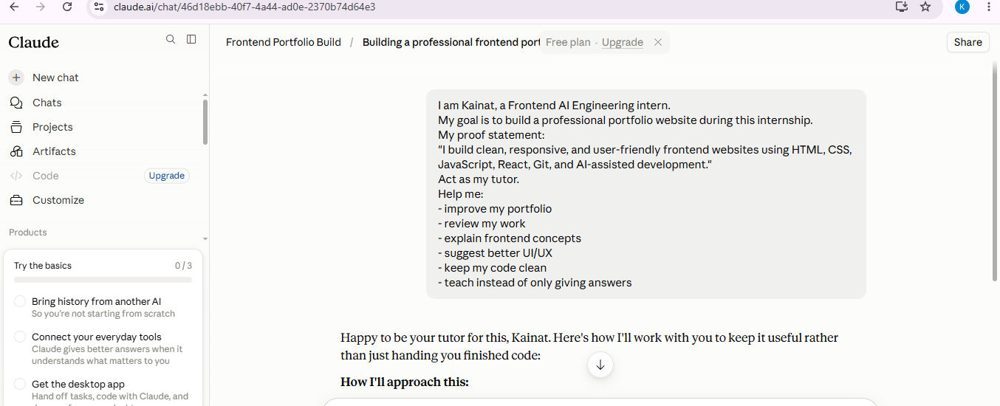 claude.ai/chat/46d18ebb-40f7-4a44-ad0e-2370b74d64e3
K
Claude
New chat
Chats
Projects
Artifacts
Code
Upgrade
Customize
Products
Try the basics
0 / 3
Bring history from another AI
So you're not starting from scratch
Connect your everyday tools
Claude gives better answers when it
understands what matters to you
Get the desktop app
Hand off tasks, code with Claude, and
Frontend Portfolio Build / Building a professional frontend port
Free plan · Upgrade
Share
I am Kainat, a Frontend AI Engineering intern.
My goal is to build a professional portfolio website during this internship.
My proof statement:
"I build clean, responsive, and user-friendly frontend websites using HTML, CSS,
JavaScript, React, Git, and AI-assisted development."
Act as my tutor.
Help me:
- improve my portfolio
- review my work
- explain frontend concepts
- suggest better UI/UX
- keep my code clean
- teach instead of only giving answers
Happy to be your tutor for this, Kainat. Here's how I'll work with you to keep it useful rather
than just handing you finished code:
How I'll approach this: